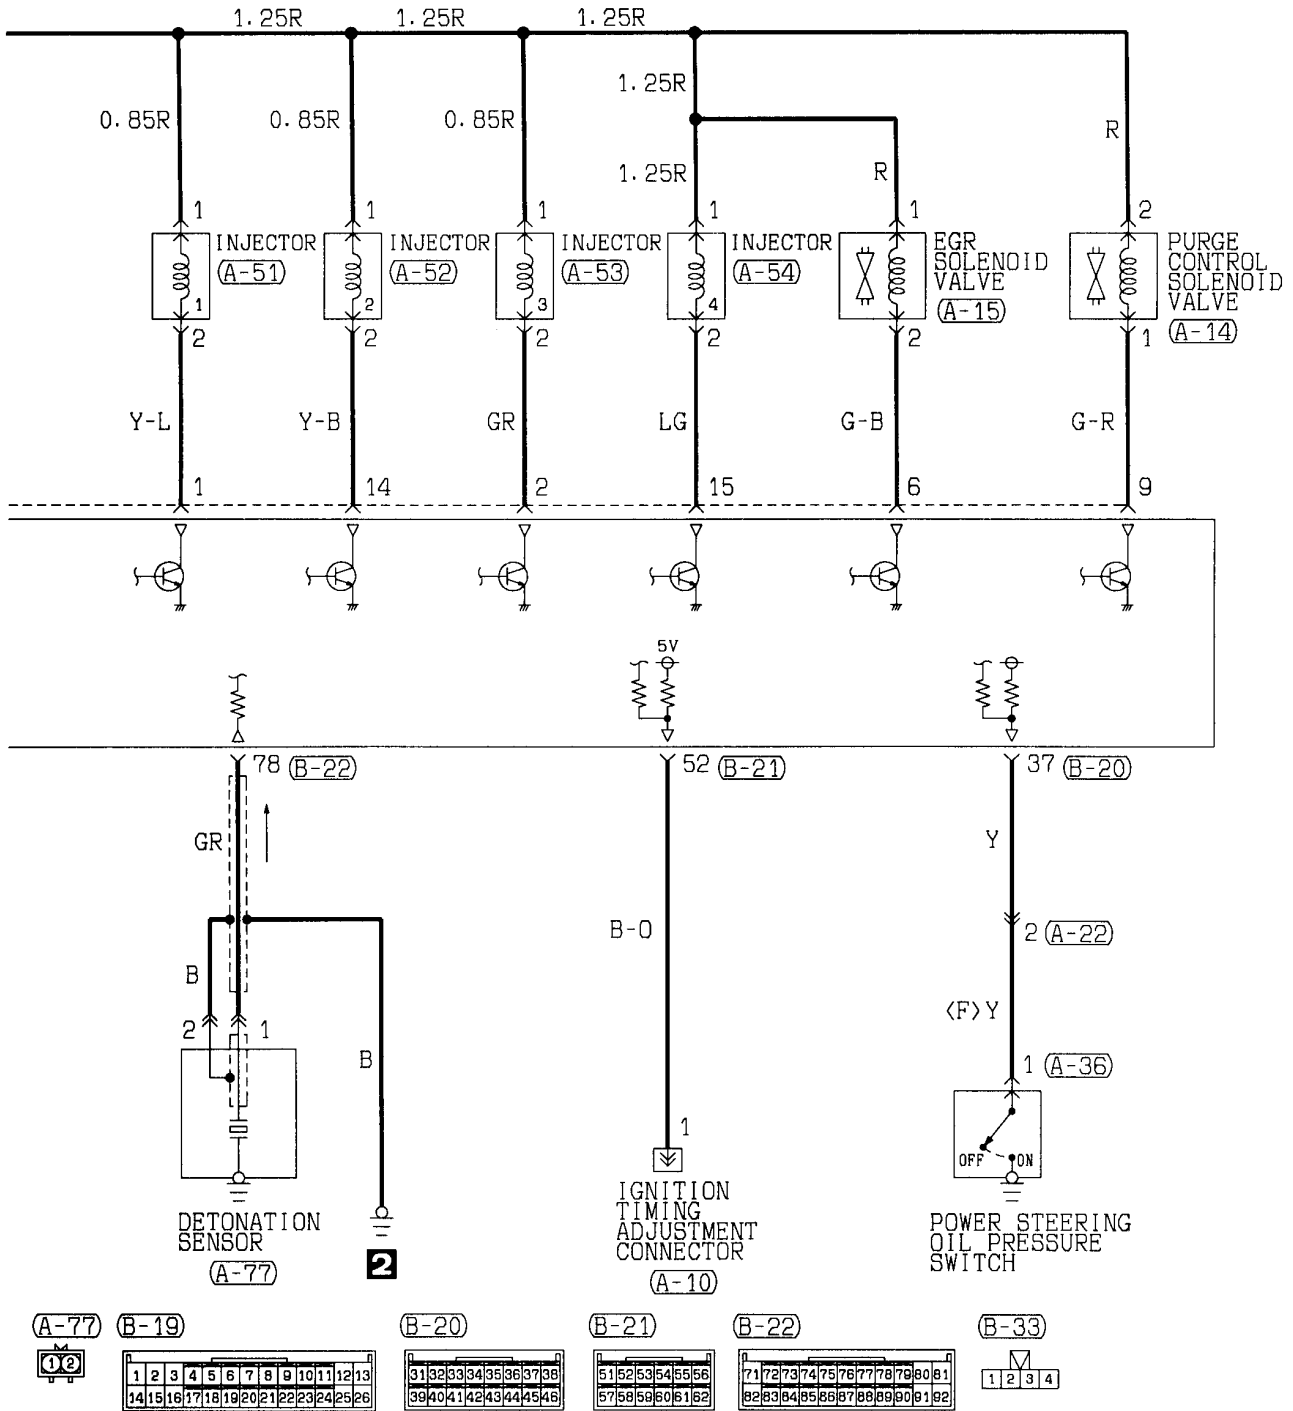 1.25R 1.25R 1.25R
1.25R
0.85R 0.85R 0.85R
R
1.25R R
1 1 1 1 1 2
INJECTOR
(A-51)
1
INJECTOR
(A-52)
2
INJECTOR
(A-53)
3
INJECTOR
(A-54)
4
EGR
SOLENOID
VALVE
(A-15)
PURGE
CONTROL
SOLENOID
VALVE
(A-14)
2 2 2 2 2 1
Y-L Y-B GR LG G-B G-R
1 14 2 15 6 9
5V
78 (B-22) 52 (B-21) 37 (B-20)
GR
Y
B-O
2 (A-22)
B
<F>Y
2 1
B
1 (A-36)
1
OFF ON
DETONATION
SENSOR
(A-77)
2
IGNITION
TIMING
ADJUSTMENT
CONNECTOR
(A-10)
POWER STEERING
OIL PRESSURE
SWITCH
(A-77) (B-19) (B-20) (B-21) (B-22) (B-33)
1 2
1 2 3 4 5 6 7 8 9 10 11 12 13
14 15 16 17 18 19 20 21 22 23 24 25 26
31 32 33 34 35 36 37 38
39 40 41 42 43 44 45 46
51 52 53 54 55 56
57 58 59 60 61 62
71 72 73 74 75 76 77 78 79 80 81
82 83 84 85 86 87 88 89 90 91 92
1 2 3 4